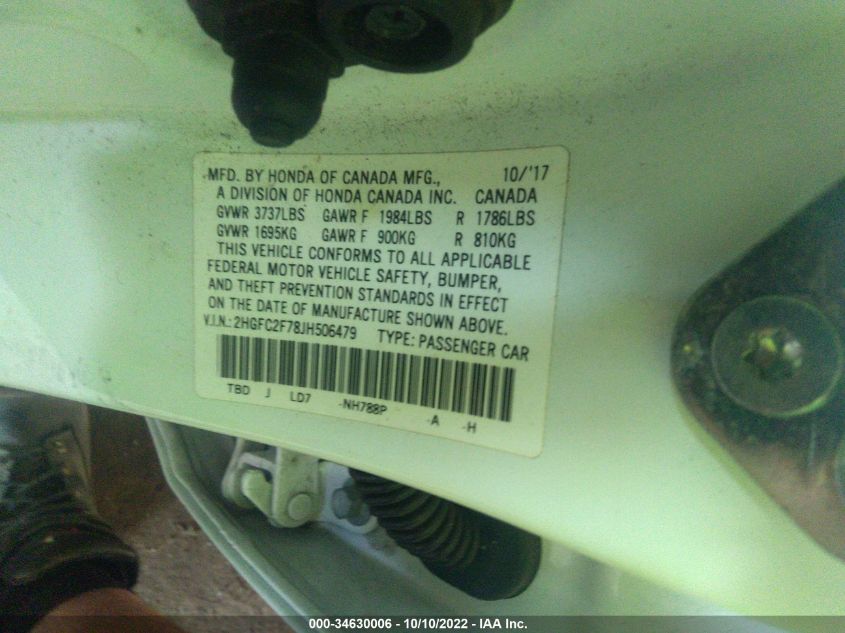 MFD. BY HONDA OF CANADA MFG., 10/'17
A DIVISION OF HONDA CANADA INC. CANADA
GVWR 3737LBS GAWR F 1984LBS R 1786LBS
GVWR 1695KG GAWR F 900KG R 810KG
THIS VEHICLE CONFORMS TO ALL APPLICABLE
FEDERAL MOTOR VEHICLE SAFETY, BUMPER,
AND THEFT PREVENTION STANDARDS IN EFFECT
ON THE DATE OF MANUFACTURE SHOWN ABOVE.
V.I.N.: 2HGFC2F78JH506479 TYPE: PASSENGER CAR
TBD J LD7 -NH788P -A -H
000-34630006 - 10/10/2022 - IAA Inc.